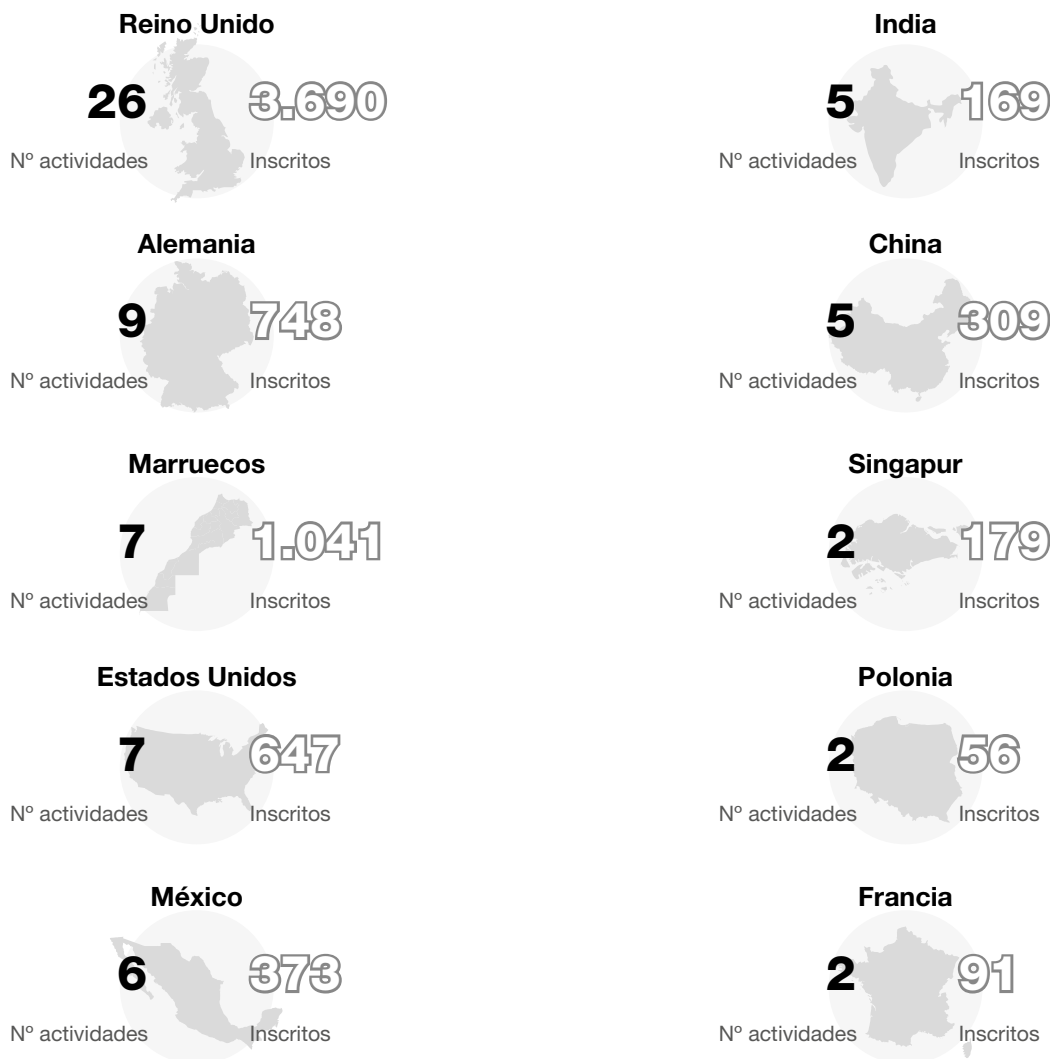 Reino Unido
26 3.690
Nº actividades Inscritos
India
5 169
Nº actividades Inscritos
Alemania
9 748
Nº actividades Inscritos
China
5 309
Nº actividades Inscritos
Marruecos
7 1.041
Nº actividades Inscritos
Singapur
2 179
Nº actividades Inscritos
Estados Unidos
7 647
Nº actividades Inscritos
Polonia
2 56
Nº actividades Inscritos
México
6 373
Nº actividades Inscritos
Francia
2 91
Nº actividades Inscritos